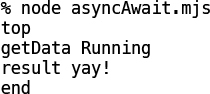 % node asyncAwait.mjs
top
getData Running
result yay!
end